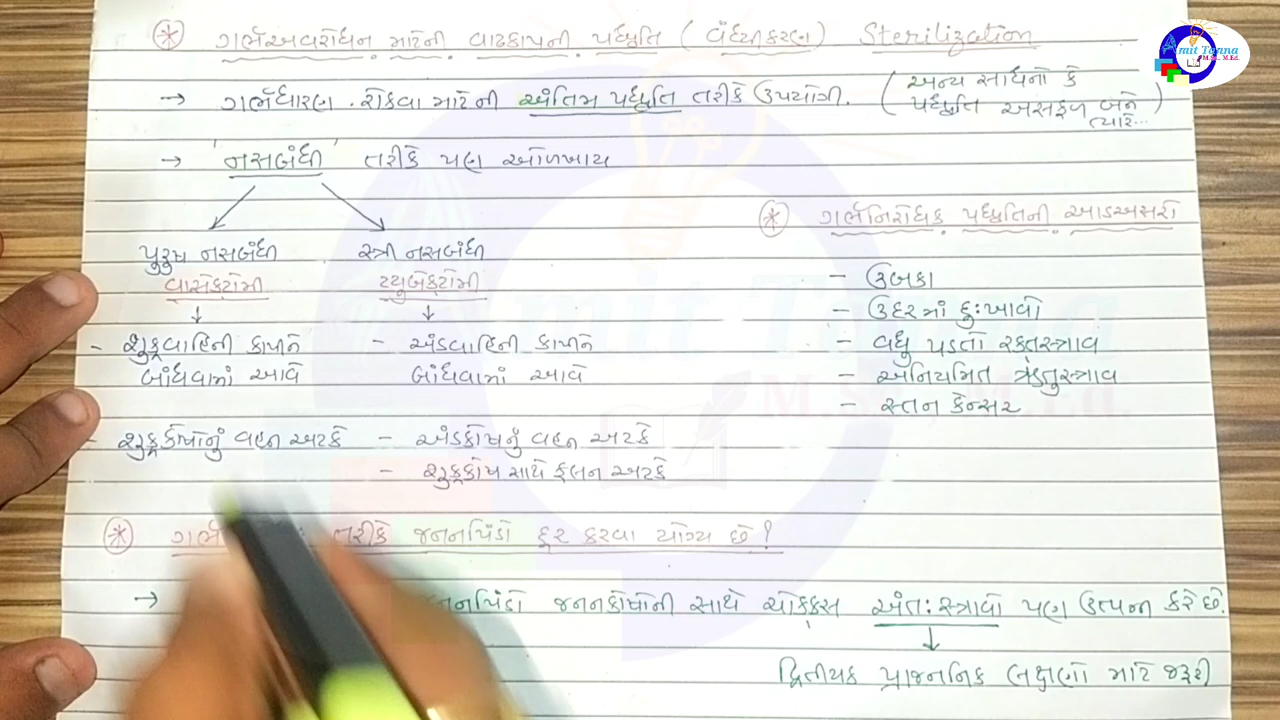 * ગર્ભઅવરોધન માટેની વાઢકાપની પદ્ધતિ (વંધ્યીકરણ) Sterilization
→ ગર્ભધારણ રોકવા માટેની અંતિમ પદ્ધતિ તરીકે ઉપયોગી. (અન્ય સાધનો કે
પદ્ધતિ અસફળ બને
ત્યારે...)
→ 'નસબંધી' તરીકે પણ ઓળખાય
પુરુષ નસબંધી
વાસેક્ટોમી
↓
- શુક્રવાહિની કાપીને
બાંધવામાં આવે
- શુક્રકોષોનું વહન અટકે
સ્ત્રી નસબંધી
ટ્યુબેક્ટોમી
↓
- અંડવાહિની કાપીને
બાંધવામાં આવે
- અંડકોષનું વહન અટકે
- શુક્રકોષ સાથે ફલન અટકે
* ગર્ભનિરોધક પદ્ધતિની આડઅસરો
- ઉબકા
- ઉદરમાં દુઃખાવો
- વધુ પડતો રક્તસ્ત્રાવ
- અનિયમિત ઋતુસ્ત્રાવ
- સ્તન કેન્સર
* તરીકે જનનપિંડો દૂર કરવા યોગ્ય છે?
→ જનનપિંડો જનનકોષોની સાથે ચોક્કસ અંતઃસ્ત્રાવો પણ ઉત્પન્ન કરે છે.
↓
દ્વિતીયક પ્રાજનનિક લક્ષણો માટે જરૂરી
Amit Tanna
M.Sc., M.Ed.